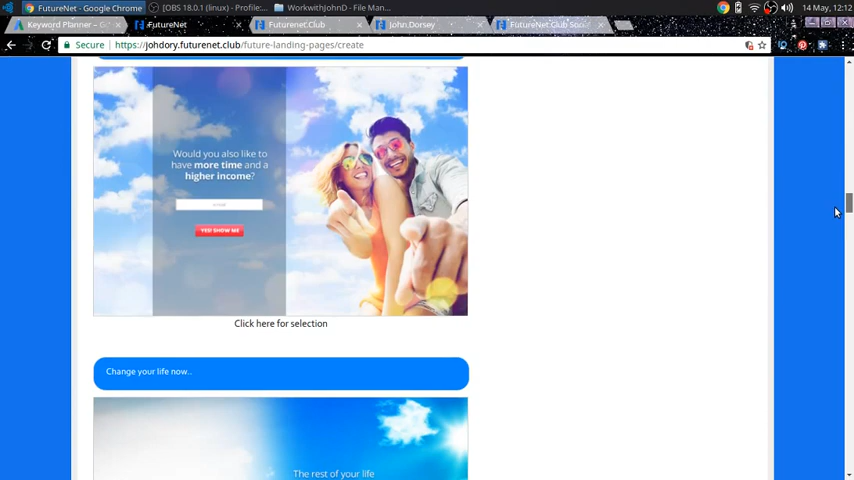 FutureNet - Google Chrome
[OBS 18.0.1 (linux) - Profile:...
WorkwithJohnD - File Man...
14 May, 12:12
Keyword Planner – G
FutureNet
Futurenet.Club
John.Dorsey
FutureNet Club Soc
Secure
https://johdory.futurenet.club/future-landing-pages/create
Would you also like to
have more time and a
higher income?
email
YES! SHOW ME
Click here for selection
Change your life now..
The rest of your life